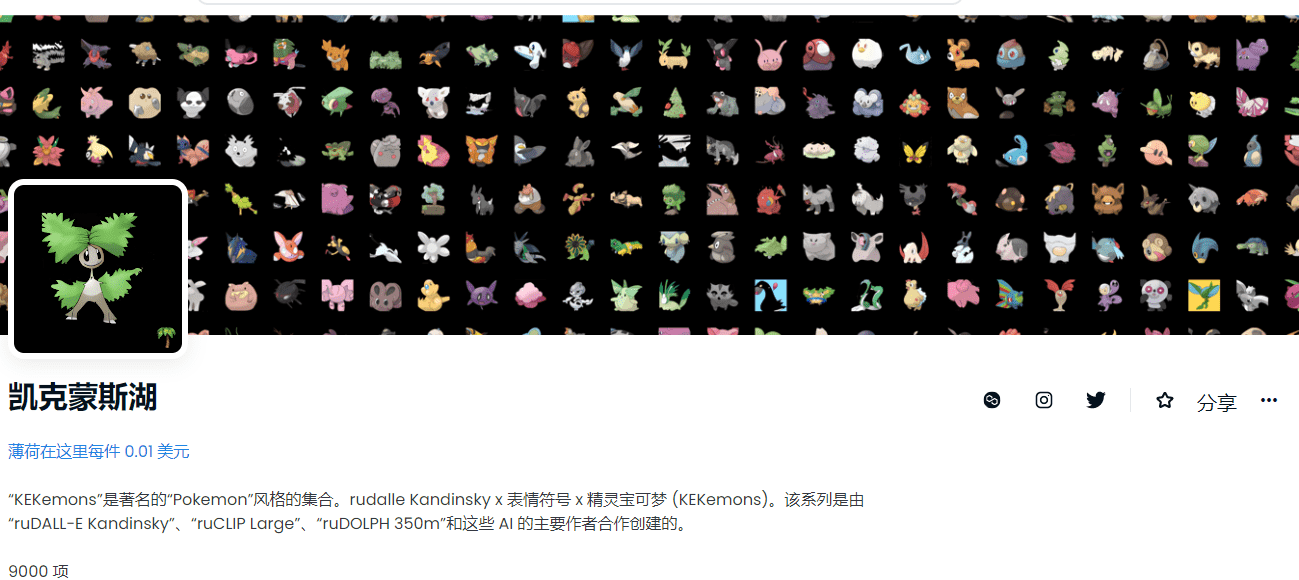 凯克蒙斯湖
分享
薄荷在这里每件 0.01 美元
“KEKemons”是著名的“Pokemon”风格的集合。rudalle Kandinsky x 表情符号 x 精灵宝可梦 (KEKemons)。该系列是由
“ruDALL-E Kandinsky”、“ruCLIP Large”、“ruDOLPH 350m”和这些 AI 的主要作者合作创建的。
9000 项